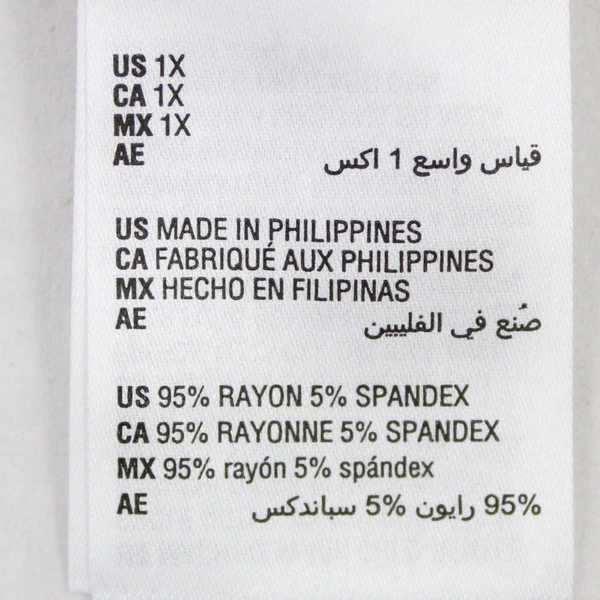 US 1X
CA 1X
MX 1X
AE قياس واسع 1 اكس
US MADE IN PHILIPPINES
CA FABRIQUÉ AUX PHILIPPINES
MX HECHO EN FILIPINAS
AE صُنع في الفليبين
US 95% RAYON 5% SPANDEX
CA 95% RAYONNE 5% SPANDEX
MX 95% rayón 5% spándex
AE 95% رايون 5% سباندكس